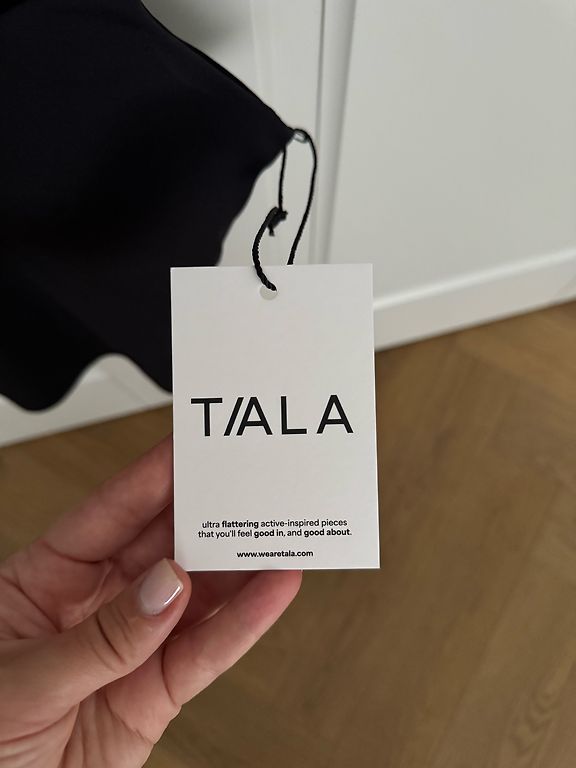 T/ALA
ultra flattering active-inspired pieces
that you'll feel good in, and good about.
www.wearetala.com